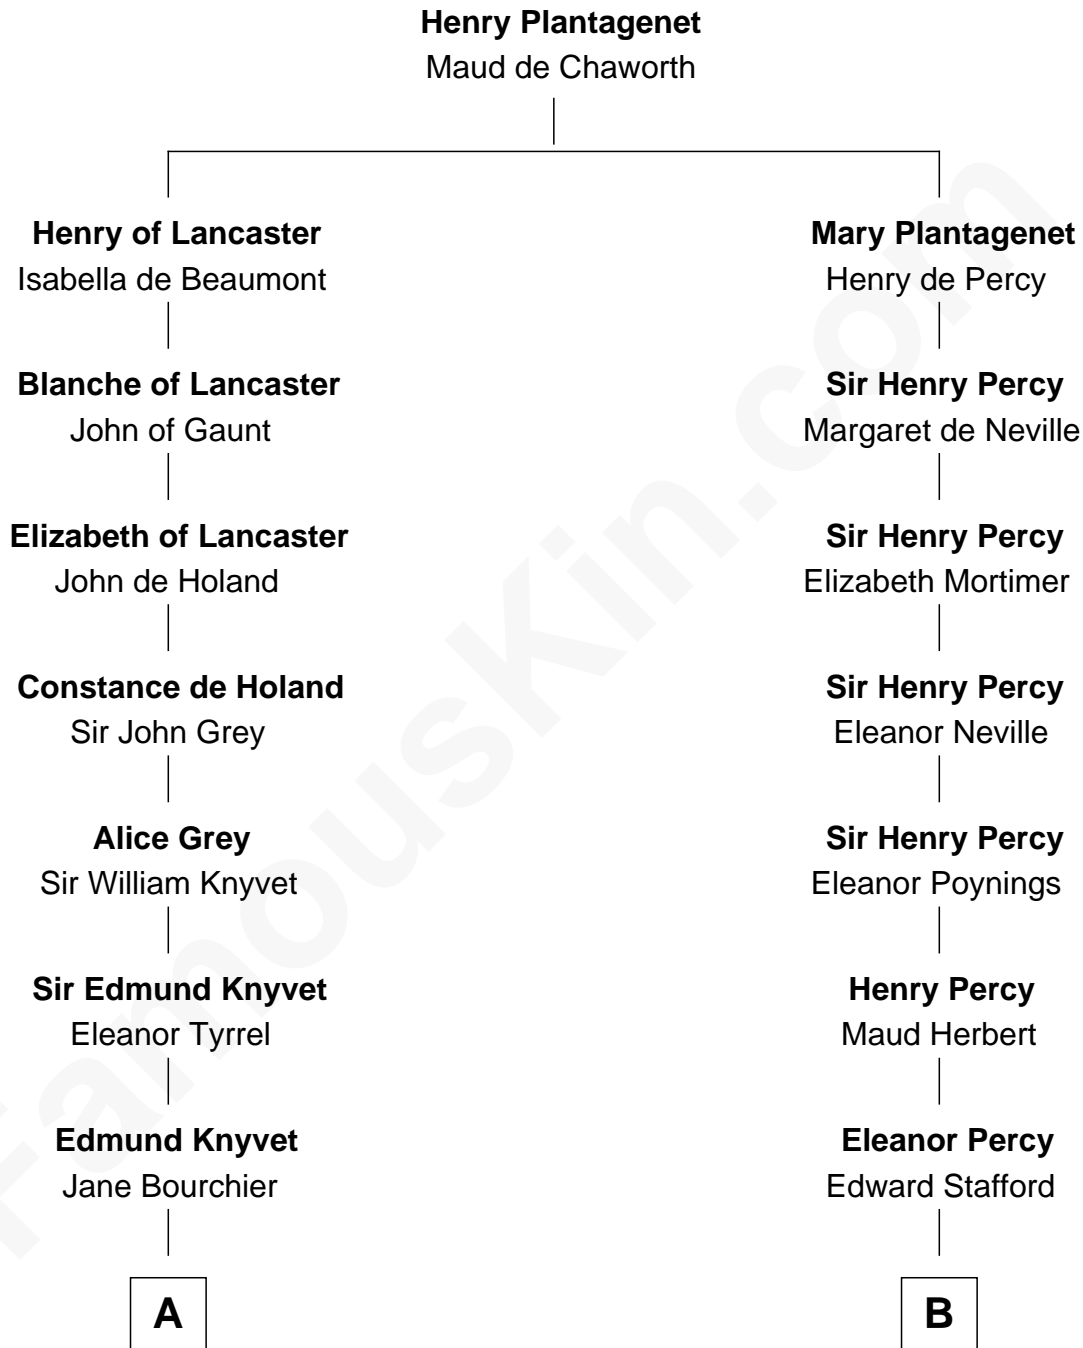 Henry Plantagenet
Maud de Chaworth
Henry of Lancaster
Isabella de Beaumont
Mary Plantagenet
Henry de Percy
Blanche of Lancaster
John of Gaunt
Sir Henry Percy
Margaret de Neville
Elizabeth of Lancaster
John de Holand
Sir Henry Percy
Elizabeth Mortimer
Constance de Holand
Sir John Grey
Sir Henry Percy
Eleanor Neville
Alice Grey
Sir William Knyvet
Sir Henry Percy
Eleanor Poynings
Sir Edmund Knyvet
Eleanor Tyrrel
Henry Percy
Maud Herbert
Edmund Knyvet
Jane Bourchier
Eleanor Percy
Edward Stafford
A
B
FamousKin.com